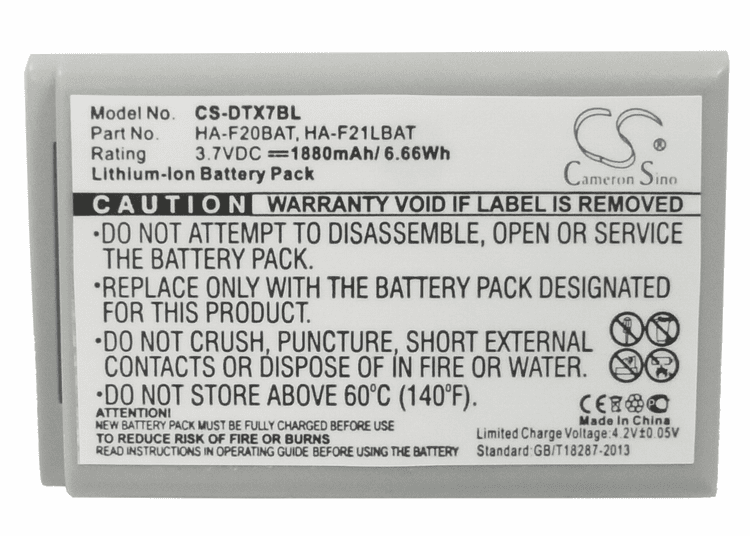 Model No. CS-DTX7BL
Part No. HA-F20BAT, HA-F21LBAT
Rating 3.7VDC ⎓1880mAh/ 6.66Wh
Lithium-Ion Battery Pack
CS®
Cameron Sino
CAUTION WARRANTY VOID IF LABEL IS REMOVED
•DO NOT ATTEMPT TO DISASSEMBLE, OPEN OR SERVICE
THE BATTERY PACK.
•REPLACE ONLY WITH THE BATTERY PACK DESIGNATED
FOR THIS PRODUCT.
•DO NOT CRUSH, PUNCTURE, SHORT EXTERNAL
CONTACTS OR DISPOSE OF IN FIRE OR WATER.
•DO NOT STORE ABOVE 60°C (140°F).
ATTENTION!
NEW BATTERY PACK MUST BE FULLY CHARGED BEFORE USE
TO REDUCE RISK OF FIRE OR BURNS
READ INSTRUCTIONS IN OPERATING GUIDE BEFORE USING BATTERY
CE
Made In China
Limited Charge Voltage:4.2V±0.05V
Standard:GB/T18287-2013